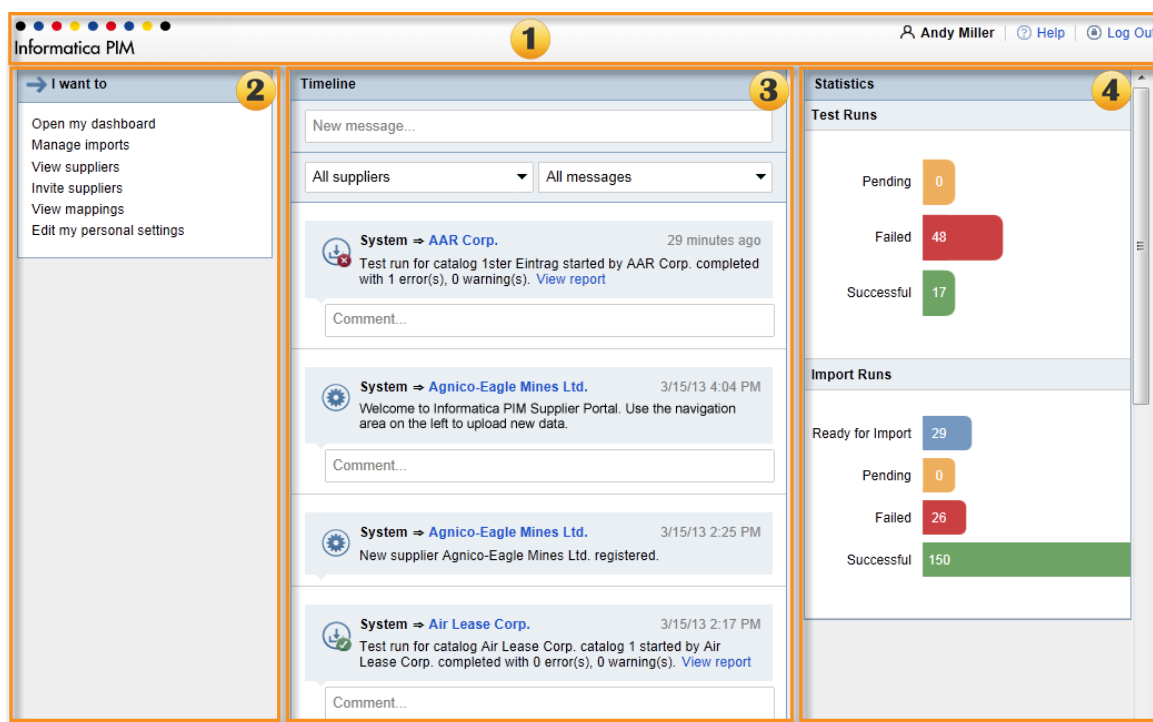 Informatica PIM
1
Andy Miller
Help
Log Out
I want to
2
Open my dashboard
Manage imports
View suppliers
Invite suppliers
View mappings
Edit my personal settings
Timeline
3
New message...
All suppliers
All messages
System ⇒ AAR Corp.
29 minutes ago
Test run for catalog 1ster Eintrag started by AAR Corp. completed
with 1 error(s), 0 warning(s). View report
Comment...
System ⇒ Agnico-Eagle Mines Ltd.
3/15/13 4:04 PM
Welcome to Informatica PIM Supplier Portal. Use the navigation
area on the left to upload new data.
Comment...
System ⇒ Agnico-Eagle Mines Ltd.
3/15/13 2:25 PM
New supplier Agnico-Eagle Mines Ltd. registered.
System ⇒ Air Lease Corp.
3/15/13 2:17 PM
Test run for catalog Air Lease Corp. catalog 1 started by Air
Lease Corp. completed with 0 error(s), 0 warning(s). View report
Comment...
Statistics
4
Test Runs
Pending 0
Failed 48
Successful 17
Import Runs
Ready for Import 29
Pending 0
Failed 26
Successful 150